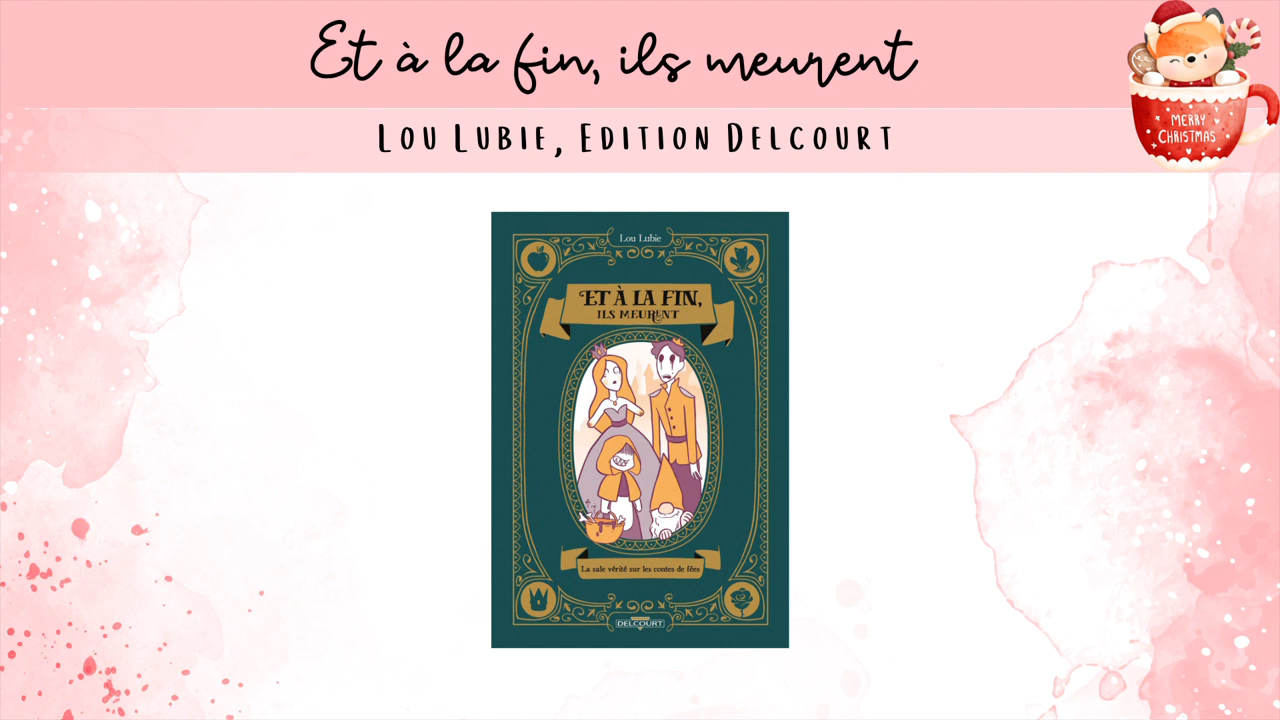 Et à la fin, ils meurent
Lou Lubie, Edition Delcourt
MERRY
CHRISTMAS
Lou Lubie
ET À LA FIN,
ILS MEURENT
La sale vérité sur les contes de fées
DELCOURT